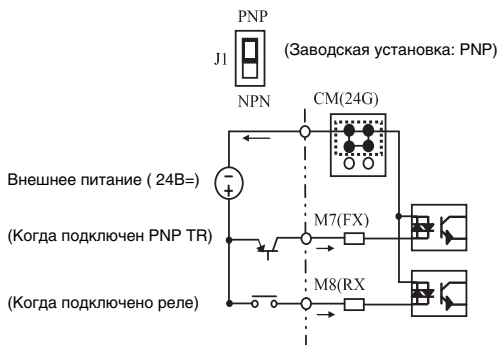 PNP
J1
(Заводская установка: PNP)
NPN
CM(24G)
Внешнее питание ( 24В=)
M7(FX)
(Когда подключен PNP TR)
M8(RX
(Когда подключено реле)